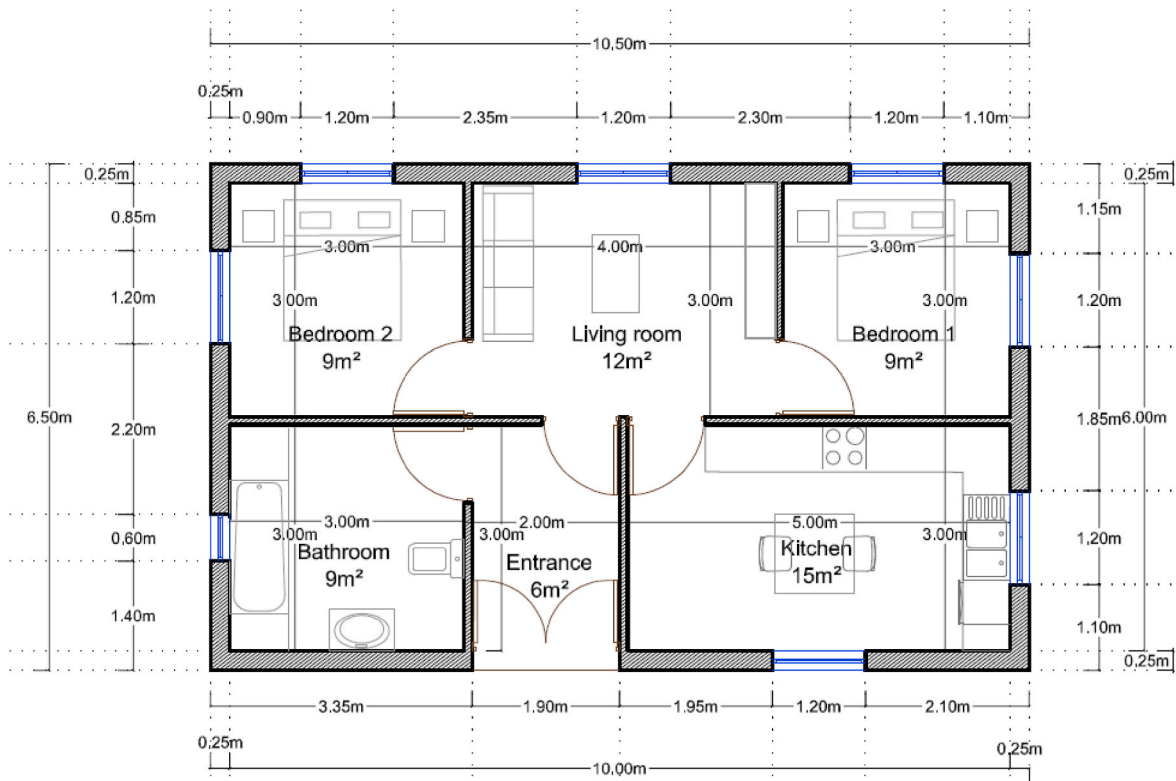 10,50m
0.25m
0.90m 1.20m 2.35m 1.20m 2.30m 1.20m 1.10m
0.25m 0,25m
0.85m 1.15m
3.00m 4.00m 3.00m
1.20m 3.00m 3.00m 3.00m 1.20m
Bedroom 2 Living room Bedroom 1
9m² 12m² 9m²
6.50m 2.20m 1.85m 6.00m
3.00m 2.00m 5.00m
0.60m 3.00m 3.00m 3.00m 1,20m
Bathroom Entrance Kitchen
9m² 6m² 15m²
1.40m 1.10m
0,25m
3.35m 1.90m 1.95m 1.20m 2.10m
0,25m 0,25m
10.00m